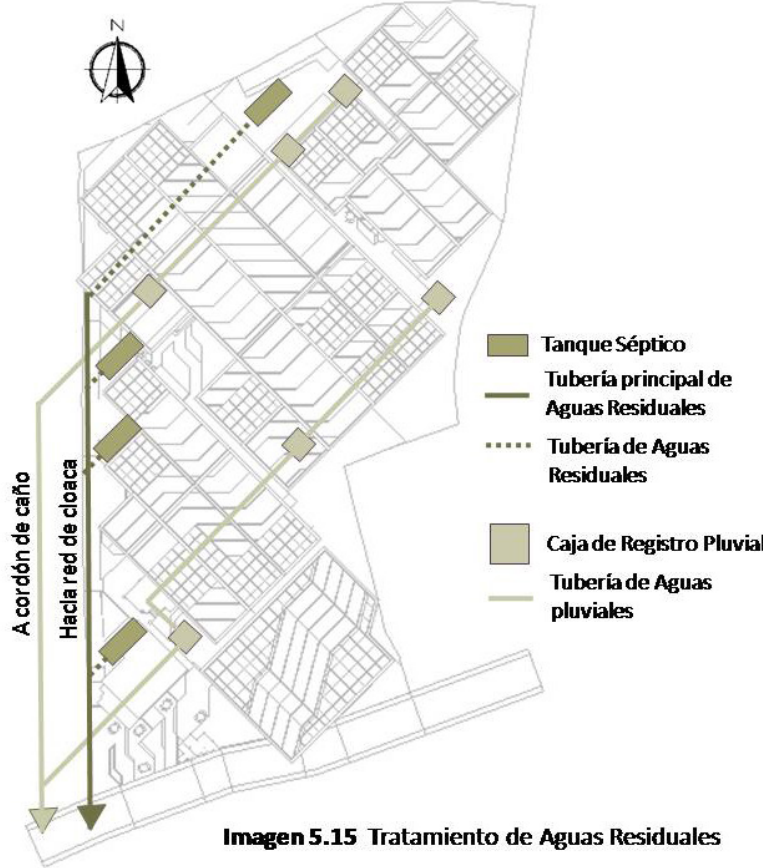 N
Tanque Séptico
Tubería principal de
Aguas Residuales
Tubería de Aguas
Residuales
Caja de Registro Pluvial
Tubería de Aguas
pluviales
A cordón de caño
Hacia red de cloaca
Imagen 5.15 Tratamiento de Aguas Residuales